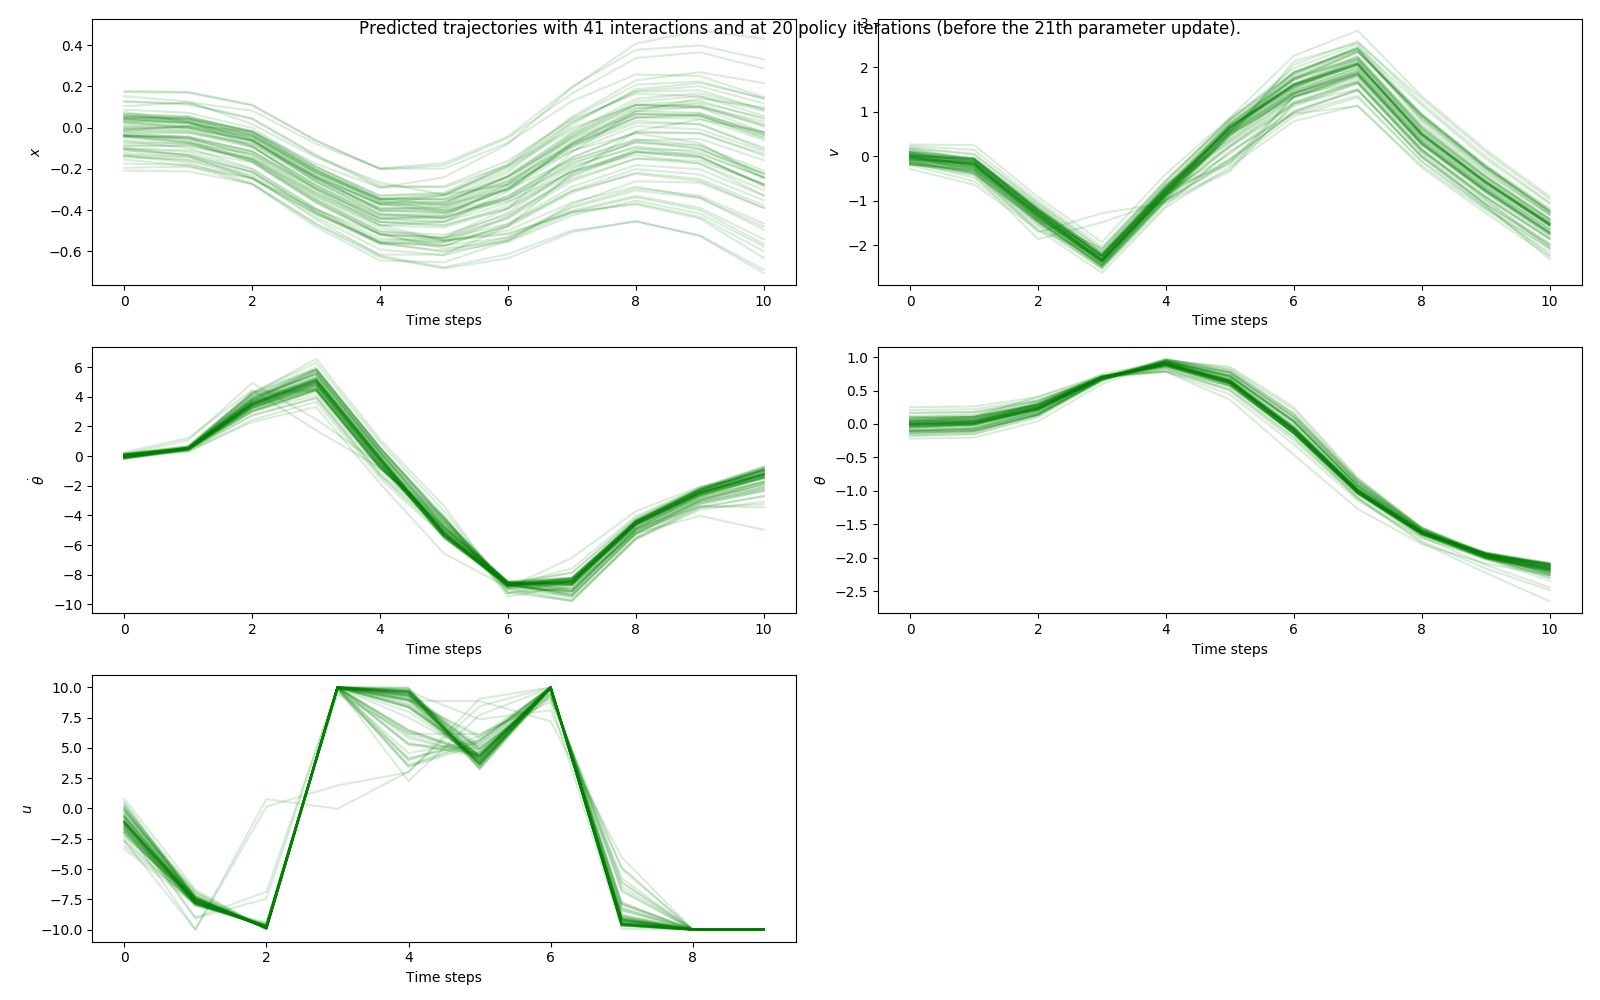 Predicted trajectories with 41 interactions and at 20 policy iterations (before the 21th parameter update).
0.4
0.2
0.0
−0.2
−0.4
−0.6
x
0 2 4 6 8 10
Time steps
3
2
1
0
−1
−2
v
0 2 4 6 8 10
Time steps
6
4
2
0
−2
−4
−6
−8
−10
θ̇
0 2 4 6 8 10
Time steps
1.0
0.5
0.0
−0.5
−1.0
−1.5
−2.0
−2.5
θ
0 2 4 6 8 10
Time steps
10.0
7.5
5.0
2.5
0.0
−2.5
−5.0
−7.5
−10.0
u
0 2 4 6 8
Time steps